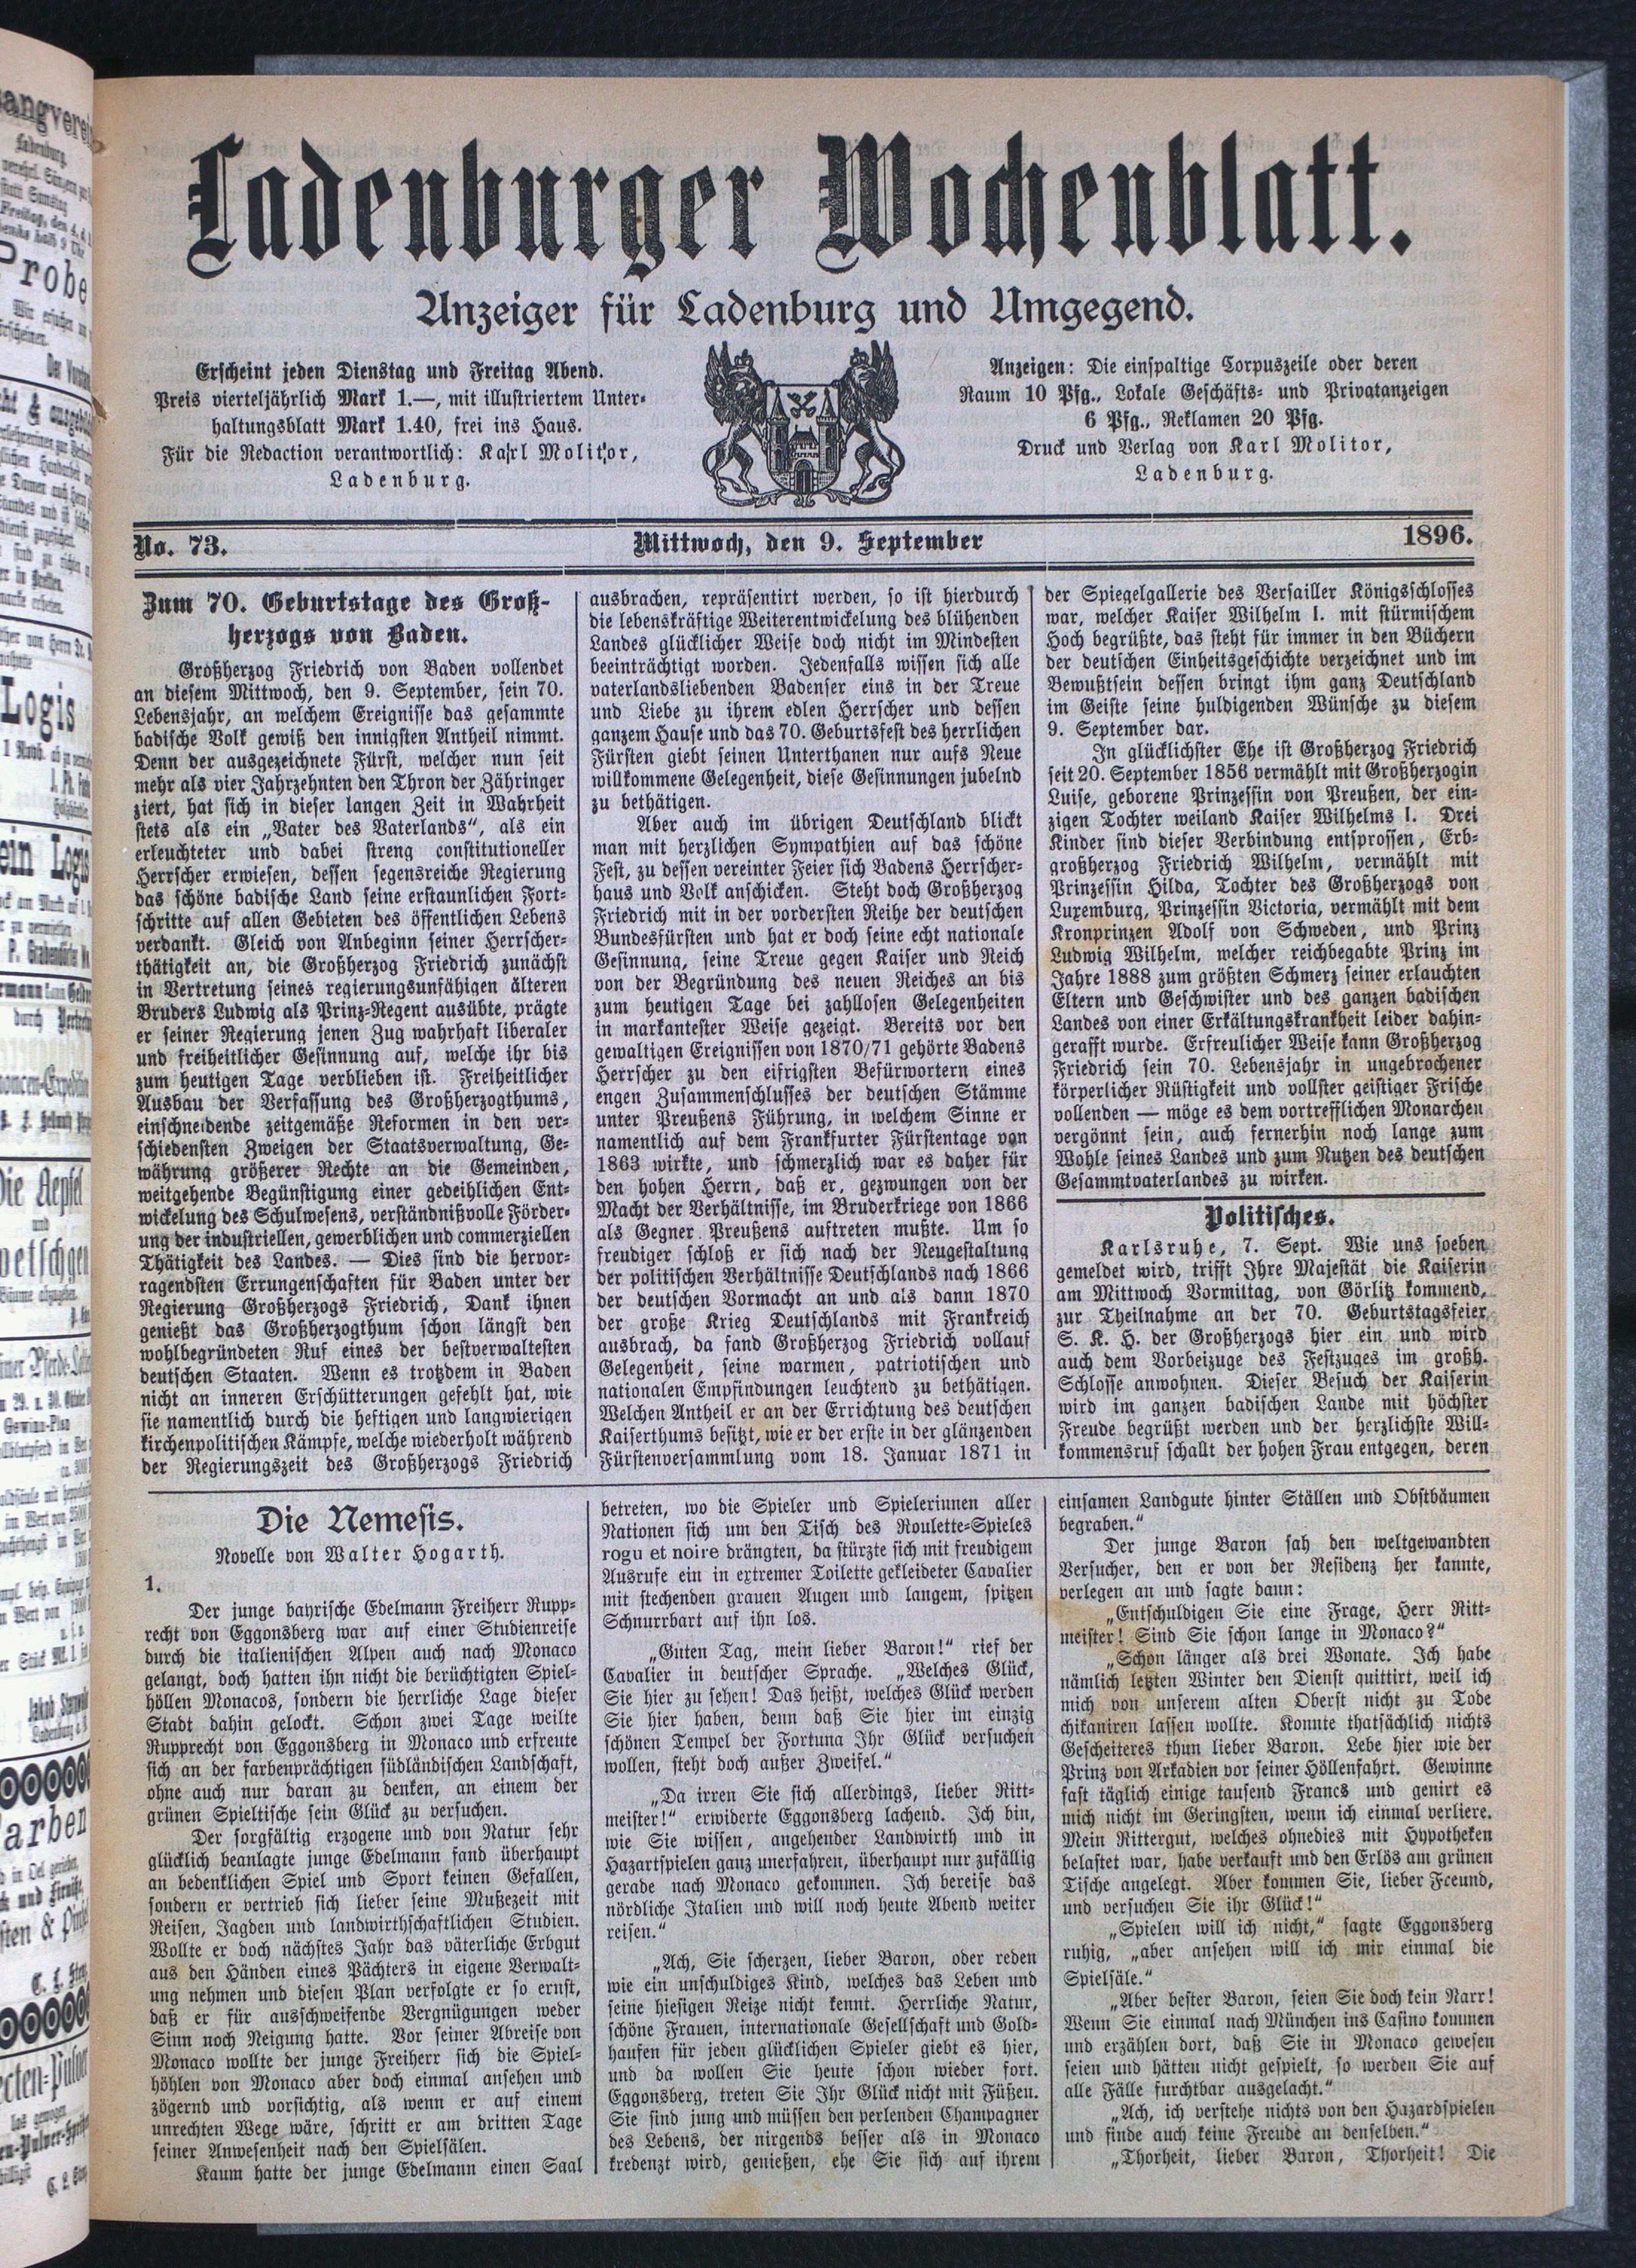 Ladenburger Wochenblatt.
Anzeiger für Ladenburg und Umgegend.
Erscheint jeden Dienstag und Freitag Abend.
Preis vierteljährlich Mark 1.—, mit illustriertem Unter-
haltungsblatt Mark 1.40, frei ins Haus.
Für die Redaction verantwortlich: Karl Molitor,
Ladenburg.
Anzeigen: Die einspaltige Corpuszeile oder deren
Raum 10 Pfg., Lokale Geschäfts- und Privatanzeigen
6 Pfg., Reklamen 20 Pfg.
Druck und Verlag von Karl Molitor,
Ladenburg.
No. 73.
Mittwoch, den 9. September
1896.
Zum 70. Geburtstage des Groß-
herzogs von Baden.
Großherzog Friedrich von Baden vollendet
an diesem Mittwoch, den 9. September, sein 70.
Lebensjahr, an welchem Ereignisse das gesammte
badische Volk gewiß den innigsten Antheil nimmt.
Denn der ausgezeichnete Fürst, welcher nun seit
mehr als vier Jahrzehnten den Thron der Zähringer
ziert, hat sich in dieser langen Zeit in Wahrheit
stets als ein „Vater des Vaterlands“, als ein
erleuchteter und dabei streng constitutioneller
Herrscher erwiesen, dessen segensreiche Regierung
das schöne badische Land seine erstaunlichen Fort-
schritte auf allen Gebieten des öffentlichen Lebens
verdankt. Gleich von Anbeginn seiner Herrscher-
thätigkeit an, die Großherzog Friedrich zunächst
in Vertretung seines regierungsunfähigen älteren
Bruders Ludwig als Prinz-Regent ausübte, prägte
er seiner Regierung jenen Zug wahrhaft liberaler
und freiheitlicher Gesinnung auf, welche ihr bis
zum heutigen Tage verblieben ist. Freiheitlicher
Ausbau der Verfassung des Großherzogthums,
einschneidende zeitgemäße Reformen in den ver-
schiedensten Zweigen der Staatsverwaltung, Ge-
währung größerer Rechte an die Gemeinden,
weitgehende Begünstigung einer gedeihlichen Ent-
wickelung des Schulwesens, verständnißvolle Förder-
ung der industriellen, gewerblichen und commerziellen
Thätigkeit des Landes. — Dies sind die hervor-
ragendsten Errungenschaften für Baden unter der
Regierung Großherzogs Friedrich, Dank ihnen
genießt das Großherzogthum schon längst den
wohlbegründeten Ruf eines der bestverwaltesten
deutschen Staaten. Wenn es trotzdem in Baden
nicht an inneren Erschütterungen gefehlt hat, wie
sie namentlich durch die heftigen und langwierigen
kirchenpolitischen Kämpfe, welche wiederholt während
der Regierungszeit des Großherzogs Friedrich
ausbrachen, repräsentirt werden, so ist hierdurch
die lebenskräftige Weiterentwickelung des blühenden
Landes glücklicher Weise doch nicht im Mindesten
beeinträchtigt worden. Jedenfalls wissen sich alle
vaterlandsliebenden Badenser eins in der Treue
und Liebe zu ihrem edlen Herrscher und dessen
ganzem Hause und das 70. Geburtsfest des herrlichen
Fürsten giebt seinen Unterthanen nur aufs Neue
willkommene Gelegenheit, diese Gesinnungen jubelnd
zu bethätigen.
Aber auch im übrigen Deutschland blickt
man mit herzlichen Sympathien auf das schöne
Fest, zu dessen vereinter Feier sich Badens Herrscher-
haus und Volk anschicken. Steht doch Großherzog
Friedrich mit in der vordersten Reihe der deutschen
Bundesfürsten und hat er doch seine echt nationale
Gesinnung, seine Treue gegen Kaiser und Reich
von der Begründung des neuen Reiches an bis
zum heutigen Tage bei zahllosen Gelegenheiten
in markantester Weise gezeigt. Bereits vor den
gewaltigen Ereignissen von 1870/71 gehörte Badens
Herrscher zu den eifrigsten Befürwortern eines
engen Zusammenschlusses der deutschen Stämme
unter Preußens Führung, in welchem Sinne er
namentlich auf dem Frankfurter Fürstentage von
1863 wirkte, und schmerzlich war es daher für
den hohen Herrn, daß er, gezwungen von der
Macht der Verhältnisse, im Bruderkriege von 1866
als Gegner Preußens auftreten mußte. Um so
freudiger schloß er sich nach der Neugestaltung
der politischen Verhältnisse Deutschlands nach 1866
der deutschen Vormacht an und als dann 1870
der große Krieg Deutschlands mit Frankreich
ausbrach, da fand Großherzog Friedrich vollauf
Gelegenheit, seine warmen, patriotischen und
nationalen Empfindungen leuchtend zu bethätigen.
Welchen Antheil er an der Errichtung des deutschen
Kaiserthums besitzt, wie er der erste in der glänzenden
Fürstenversammlung vom 18. Januar 1871 in
der Spiegelgallerie des Versailler Königsschlosses
war, welcher Kaiser Wilhelm I. mit stürmischem
Hoch begrüßte, das steht für immer in den Büchern
der deutschen Einheitsgeschichte verzeichnet und im
Bewußtsein dessen bringt ihm ganz Deutschland
im Geiste seine huldigenden Wünsche zu diesem
9. September dar.
In glücklichster Ehe ist Großherzog Friedrich
seit 20. September 1856 vermählt mit Großherzogin
Luise, geborene Prinzessin von Preußen, der ein-
zigen Tochter weiland Kaiser Wilhelms I. Drei
Kinder sind dieser Verbindung entsprossen, Erb-
großherzog Friedrich Wilhelm, vermählt mit
Prinzessin Hilda, Tochter des Großherzogs von
Luxemburg, Prinzessin Victoria, vermählt mit dem
Kronprinzen Adolf von Schweden, und Prinz
Ludwig Wilhelm, welcher reichbegabte Prinz im
Jahre 1888 zum größten Schmerz seiner erlauchten
Eltern und Geschwister und des ganzen badischen
Landes von einer Erkältungskrankheit leider dahin-
gerafft wurde. Erfreulicher Weise kann Großherzog
Friedrich sein 70. Lebensjahr in ungebrochener
körperlicher Rüstigkeit und vollster geistiger Frische
vollenden — möge es dem vortrefflichen Monarchen
vergönnt sein, auch fernerhin noch lange zum
Wohle seines Landes und zum Nutzen des deutschen
Gesammtvaterlandes zu wirken.
Politisches.
Karlsruhe, 7. Sept. Wie uns soeben
gemeldet wird, trifft Ihre Majestät die Kaiserin
am Mittwoch Vormittag, von Görlitz kommend,
zur Theilnahme an der 70. Geburtstagsfeier
S. K. H. der Großherzogs hier ein und wird
auch dem Vorbeizuge des Festzuges im großh.
Schlosse anwohnen. Dieser Besuch der Kaiserin
wird im ganzen badischen Lande mit höchster
Freude begrüßt werden und der herzlichste Will-
kommensruf schallt der hohen Frau entgegen, deren
Die Nemesis.
Novelle von Walter Hogarth.
1.
Der junge bayrische Edelmann Freiherr Rupp-
recht von Eggonsberg war auf einer Studienreise
durch die italienischen Alpen auch nach Monaco
gelangt, doch hatten ihn nicht die berüchtigten Spiel-
höllen Monacos, sondern die herrliche Lage dieser
Stadt dahin gelockt. Schon zwei Tage weilte
Rupprecht von Eggonsberg in Monaco und erfreute
sich an der farbenprächtigen südländischen Landschaft,
ohne auch nur daran zu denken, an einem der
grünen Spieltische sein Glück zu versuchen.
Der sorgfältig erzogene und von Natur sehr
glücklich beanlagte junge Edelmann fand überhaupt
an bedenklichen Spiel und Sport keinen Gefallen,
sondern er vertrieb sich lieber seine Mußezeit mit
Reisen, Jagden und landwirthschaftlichen Studien.
Wollte er doch nächstes Jahr das väterliche Erbgut
aus den Händen eines Pächters in eigene Verwalt-
ung nehmen und diesen Plan verfolgte er so ernst,
daß er für ausschweifende Vergnügungen weder
Sinn noch Neigung hatte. Vor seiner Abreise von
Monaco wollte der junge Freiherr sich die Spiel-
höhlen von Monaco aber doch einmal ansehen und
zögernd und vorsichtig, als wenn er auf einem
unrechten Wege wäre, schritt er am dritten Tage
seiner Anwesenheit nach den Spielsälen.
Kaum hatte der junge Edelmann einen Saal
betreten, wo die Spieler und Spielerinnen aller
Nationen sich um den Tisch des Roulette-Spieles
rogu et noire drängten, da stürzte sich mit freudigem
Ausrufe ein in extremer Toilette gekleideter Cavalier
mit stechenden grauen Augen und langem, spitzen
Schnurrbart auf ihn los.
„Guten Tag, mein lieber Baron!“ rief der
Cavalier in deutscher Sprache. „Welches Glück,
Sie hier zu sehen! Das heißt, welches Glück werden
Sie hier haben, denn daß Sie hier im einzig
schönen Tempel der Fortuna Ihr Glück versuchen
wollen, steht doch außer Zweifel.“
„Da irren Sie sich allerdings, lieber Ritt-
meister!“ erwiderte Eggonsberg lachend. Ich bin,
wie Sie wissen, angehender Landwirth und in
Hazartspielen ganz unerfahren, überhaupt nur zufällig
gerade nach Monaco gekommen. Ich bereise das
nördliche Italien und will noch heute Abend weiter
reisen.“
„Ach, Sie scherzen, lieber Baron, oder reden
wie ein unschuldiges Kind, welches das Leben und
seine hiesigen Reize nicht kennt. Herrliche Natur,
schöne Frauen, internationale Gesellschaft und Gold-
haufen für jeden glücklichen Spieler giebt es hier,
und da wollen Sie heute schon wieder fort.
Eggonsberg, treten Sie Ihr Glück nicht mit Füßen.
Sie sind jung und müssen den perlenden Champagner
des Lebens, der nirgends besser als in Monaco
kredenzt wird, genießen, ehe Sie sich auf ihrem
einsamen Landgute hinter Ställen und Obstbäumen
begraben.“
Der junge Baron sah den weltgewandten
Versucher, den er von der Residenz her kannte,
verlegen an und sagte dann:
„Entschuldigen Sie eine Frage, Herr Ritt-
meister! Sind Sie schon lange in Monaco?“
„Schon länger als drei Wonate. Ich habe
nämlich letzten Winter den Dienst quittirt, weil ich
mich von unserem alten Oberst nicht zu Tode
chikaniren lassen wollte. Konnte thatsächlich nichts
Gescheiteres thun lieber Baron. Lebe hier wie der
Prinz von Arkadien vor seiner Höllenfahrt. Gewinne
fast täglich einige tausend Francs und genirt es
mich nicht im Geringsten, wenn ich einmal verliere.
Mein Rittergut, welches ohnedies mit Hypotheken
belastet war, habe verkauft und den Erlös am grünen
Tische angelegt. Aber kommen Sie, lieber Freund,
und versuchen Sie ihr Glück!“
„Spielen will ich nicht,“ sagte Eggonsberg
ruhig, „aber ansehen will ich mir einmal die
Spielsäle.“
„Aber bester Baron, seien Sie doch kein Narr!
Wenn Sie einmal nach München ins Casino kommen
und erzählen dort, daß Sie in Monaco gewesen
seien und hätten nicht gespielt, so werden Sie auf
alle Fälle furchtbar ausgelacht.“
„Ach, ich verstehe nichts von den Hazardspielen
und finde auch keine Freude an denselben.“
„Thorheit, lieber Baron, Thorheit! Die